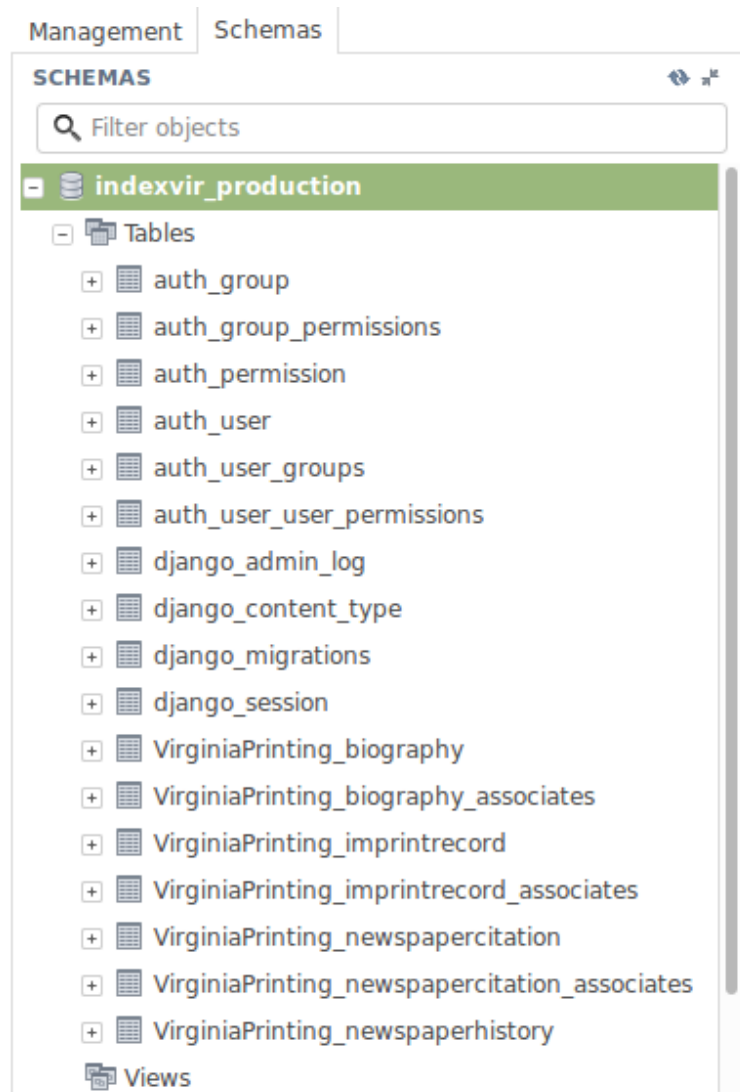 Management Schemas
SCHEMAS
Filter objects
indexvir_production
Tables
auth_group
auth_group_permissions
auth_permission
auth_user
auth_user_groups
auth_user_user_permissions
django_admin_log
django_content_type
django_migrations
django_session
VirginiaPrinting_biography
VirginiaPrinting_biography_associates
VirginiaPrinting_imprintrecord
VirginiaPrinting_imprintrecord_associates
VirginiaPrinting_newspapercitation
VirginiaPrinting_newspapercitation_associates
VirginiaPrinting_newspaperhistory
Views